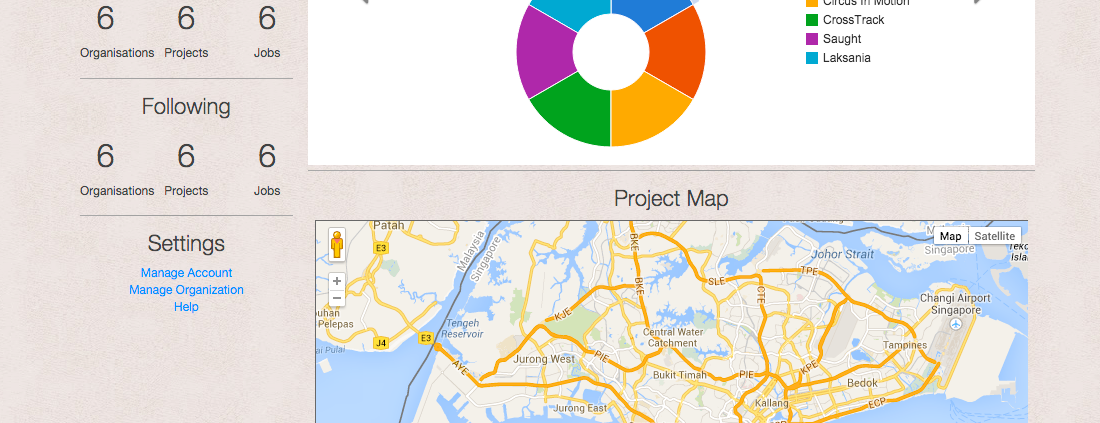 6 6 6
Organisations Projects Jobs
Following
6 6 6
Organisations Projects Jobs
Settings
Manage Account
Manage Organization
Help
Circus In Motion
CrossTrack
Saught
Laksania
Project Map
Map Satellite
Patah
E3
Malaysia
Singapore
BKE
BKE
SLE
CTE
TPE
Johor Strait
Singapore
Changi Airport
Singapore
KJE
Tengeh
Reservoir
Pelepas
J4
E3
AYE
Jurong West
PIE
Central Water
Catchment
Bukit Timah
PIE
KPE
Tampines
Bedok
Kallang
ECP
Jurong East